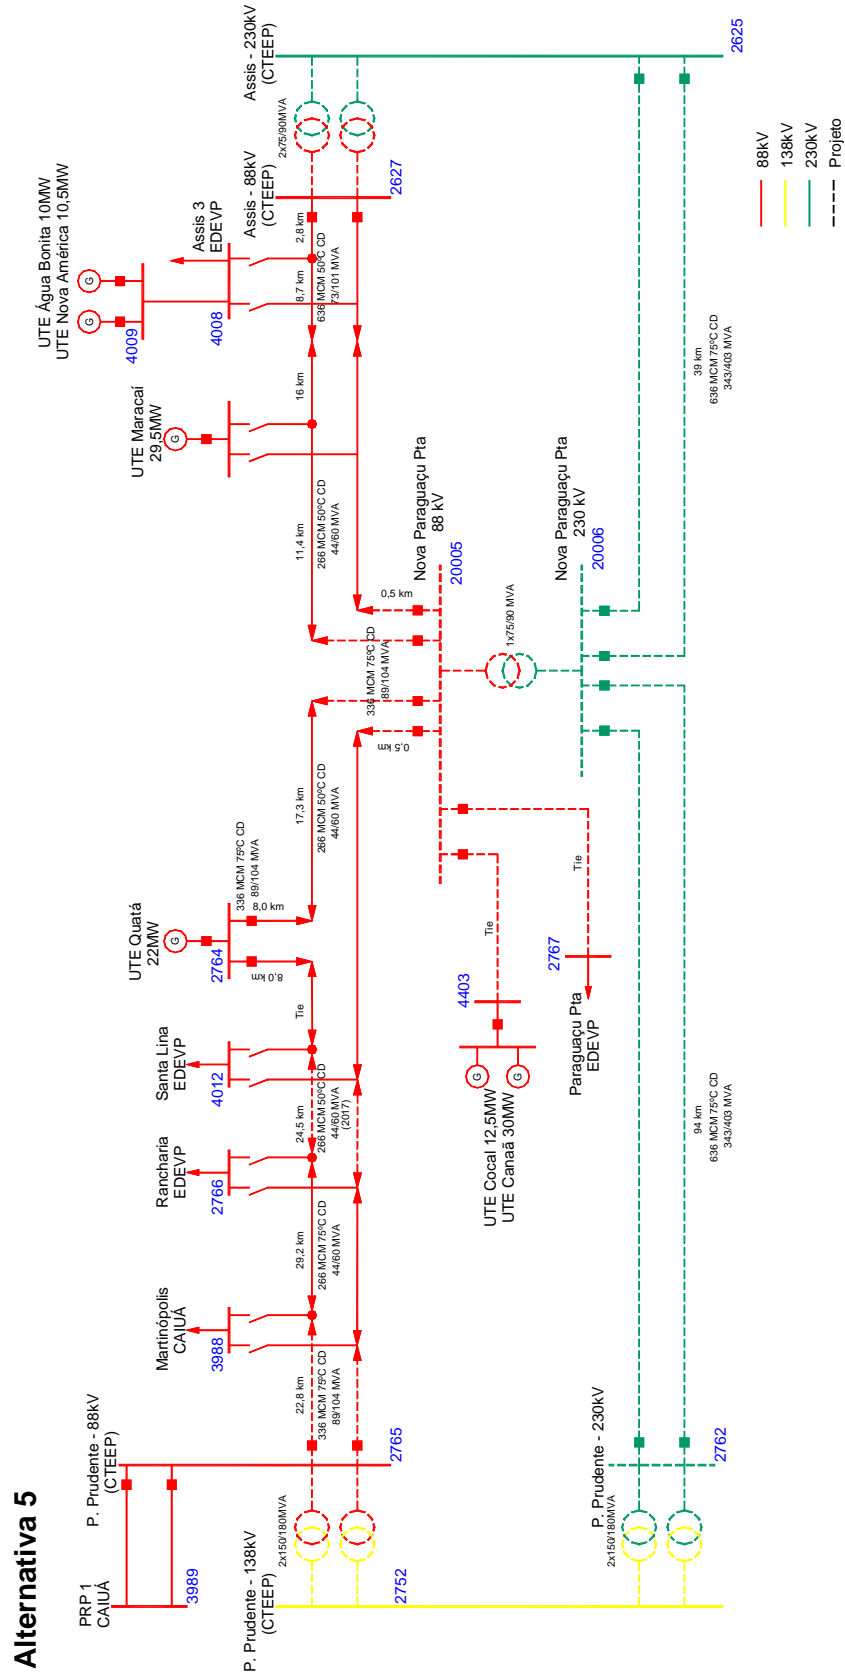 Alternativa 5
PRP 1
CAIUÁ
3989
P. Prudente - 88kV
(CTEEP)
2765
P. Prudente - 138kV
(CTEEP)
2752
2x150/180MVA
22,8 km
336 MCM 75ºC CD
89/104 MVA
Martinópolis
CAIUÁ
3988
29,2 km
266 MCM 75ºC CD
44/60 MVA
Rancharia
EDEVP
2766
24,5 km
266 MCM 50ºC CD
44/60 MVA
(2017)
Santa Lina
EDEVP
4012
Tie
UTE Quatá
22MW
2764
8,0 km
8,0 km
336 MCM 75ºC CD
89/104 MVA
17,3 km
266 MCM 50ºC CD
44/60 MVA
0,5 km
336 MCM 75ºC CD
89/104 MVA
0,5 km
11,4 km
266 MCM 50ºC CD
44/60 MVA
UTE Maracaí
29,5MW
16 km
UTE Água Bonita 10MW
UTE Nova América 10,5MW
4009
4008
Assis 3
EDEVP
8,7 km
2,8 km
636 MCM 50ºC CD
73/101 MVA
Assis - 88kV
(CTEEP)
2627
2x75/90MVA
Assis - 230kV
(CTEEP)
2625
Nova Paraguaçu Pta
88 kV
20005
1x75/90 MVA
Nova Paraguaçu Pta
230 kV
20006
Tie
4403
UTE Cocal 12,5MW
UTE Canaã 30MW
Tie
2767
Paraguaçu Pta
EDEVP
P. Prudente - 230kV
2x150/180MVA
2762
94 km
636 MCM 75ºC CD
343/403 MVA
39 km
636 MCM 75ºC CD
343/403 MVA
88kV
138kV
230kV
Projeto
G
G
G
G
G
G